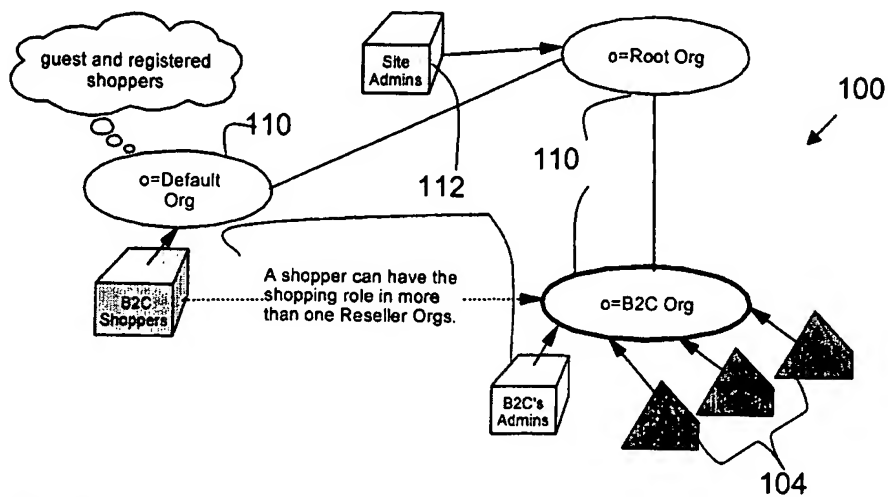 guest and registered
shoppers
Site
Admins
o=Root Org
100
110
o=Default
Org
112
110
B2C
Shoppers
A shopper can have the
shopping role in more
than one Reseller Orgs.
o=B2C Org
B2C's
Admins
104